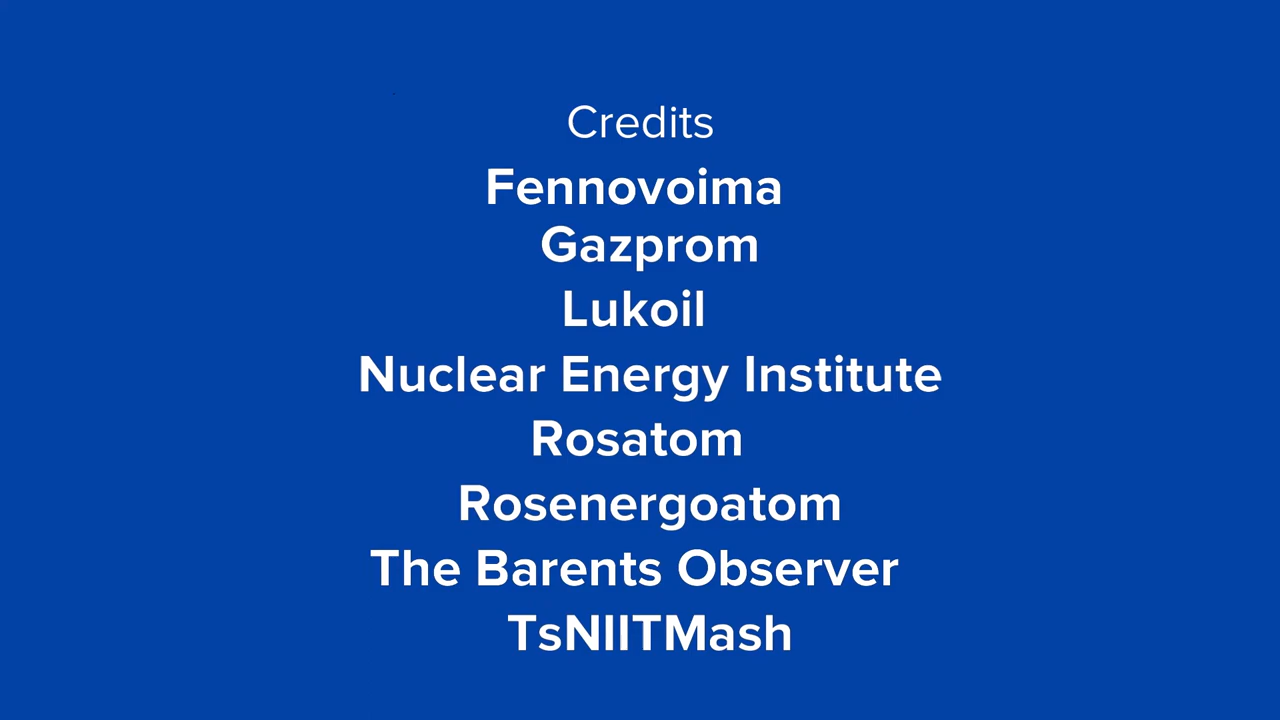 Credits
Fennovoima
Gazprom
Lukoil
Nuclear Energy Institute
Rosatom
Rosenergoatom
The Barents Observer
TsNIITMash